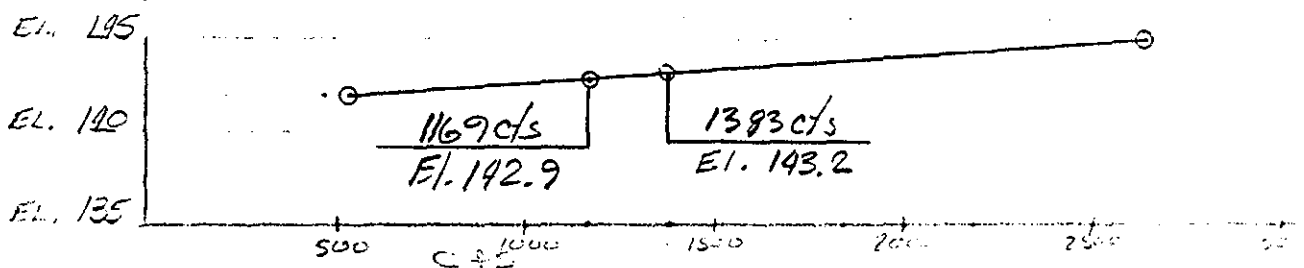 El. 145
El. 140
1169 c/s
El. 142.9
1383 c/s
El. 143.2
El. 135
500 1000 1500 2000 2500
cfs